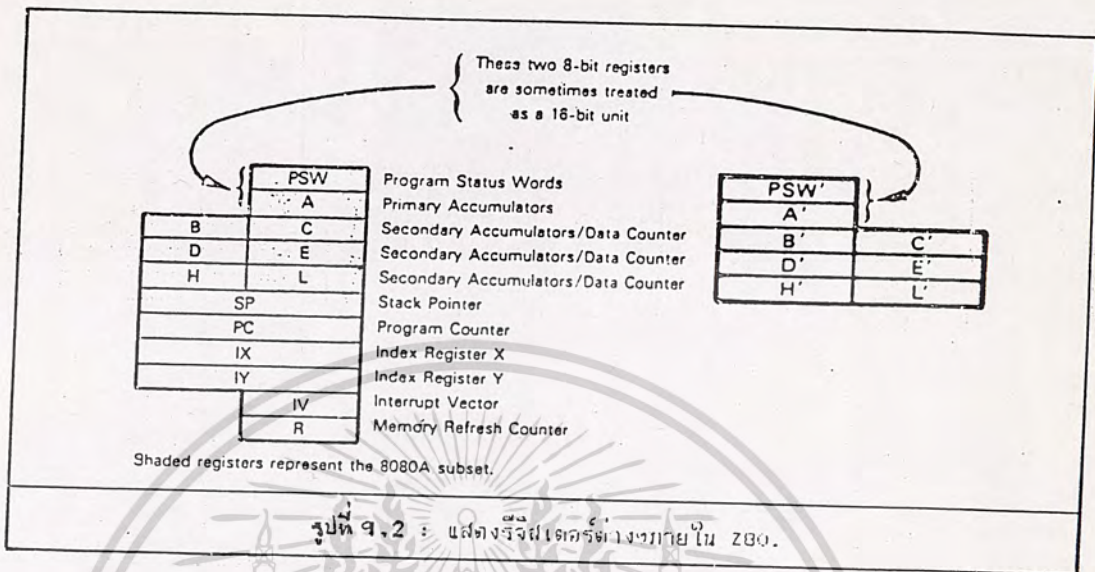 These two 8-bit registers
are sometimes treated
as a 16-bit unit
PSW Program Status Words
A Primary Accumulators
B C Secondary Accumulators/Data Counter
D E Secondary Accumulators/Data Counter
H L Secondary Accumulators/Data Counter
SP Stack Pointer
PC Program Counter
IX Index Register X
IY Index Register Y
IV Interrupt Vector
R Memory Refresh Counter
PSW'
A'
B' C'
D' E'
H' L'
Shaded registers represent the 8080A subset.
รูปที่ 9.2 : แสดงรีจิสเตอร์ต่างๆภายใน Z80.